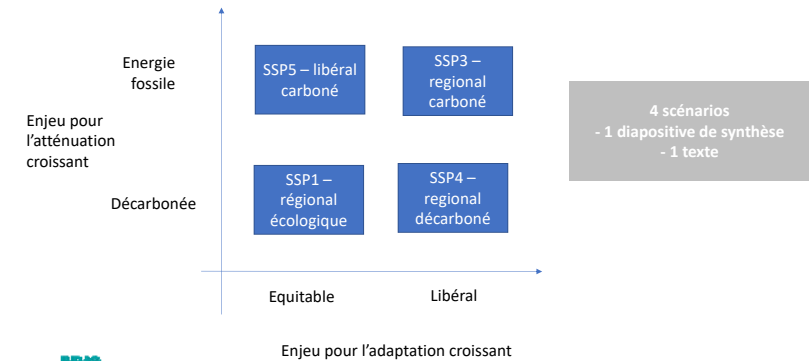 Energie
fossile
SSP5 – libéral
carboné
SSP3 –
regional
carboné
4 scénarios
- 1 diapositive de synthèse
- 1 texte
Enjeu pour
l'atténuation
croissant
Décarbonée
SSP1 –
régional
écologique
SSP4 –
regional
décarboné
Equitable
Libéral
Enjeu pour l'adaptation croissant